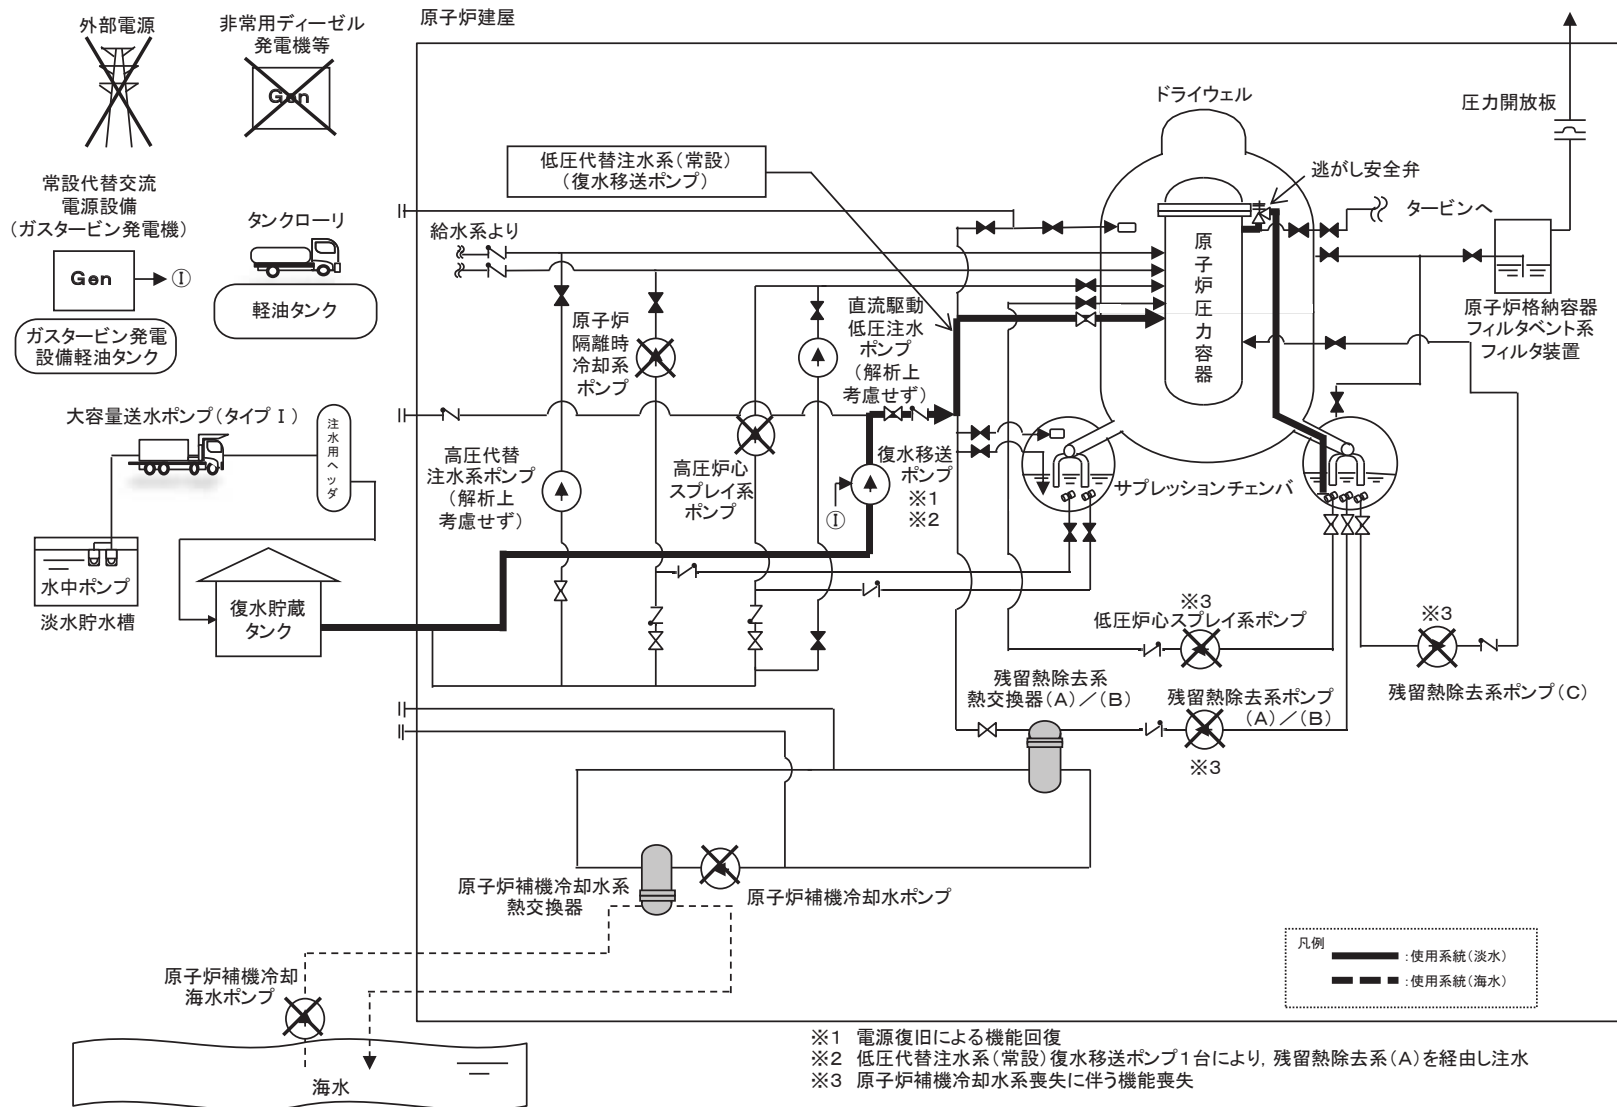 外部電源
非常用ディーゼル
発電機等
Gen
原子炉建屋
ドライウェル
圧力開放板
低圧代替注水系(常設)
(復水移送ポンプ)
逃がし安全弁
タービンへ
常設代替交流
電源設備
(ガスタービン発電機)
Gen
Ⓘ
タンクローリ
軽油タンク
ガスタービン発電
設備軽油タンク
給水系より
原子炉
隔離時
冷却系
ポンプ
直流駆動
低圧注水
ポンプ
(解析上
考慮せず)
原子炉圧力容器
原子炉格納容器
フィルタベント系
フィルタ装置
大容量送水ポンプ(タイプⅠ)
注水用ヘッダ
高圧代替
注水系ポンプ
(解析上
考慮せず)
高圧炉心
スプレイ系
ポンプ
復水移送
ポンプ
※1
※2
Ⓘ
サプレッションチェンバ
水中ポンプ
淡水貯水槽
復水貯蔵
タンク
※3
低圧炉心スプレイ系ポンプ
※3
残留熱除去系ポンプ(C)
残留熱除去系
熱交換器(A)/(B)
残留熱除去系ポンプ
(A)/(B)
※3
原子炉補機冷却水系
熱交換器
原子炉補機冷却水ポンプ
原子炉補機冷却
海水ポンプ
海水
凡例
:使用系統(淡水)
:使用系統(海水)
※1 電源復旧による機能回復
※2 低圧代替注水系(常設)復水移送ポンプ1台により,残留熱除去系(A)を経由し注水
※3 原子炉補機冷却水系喪失に伴う機能喪失